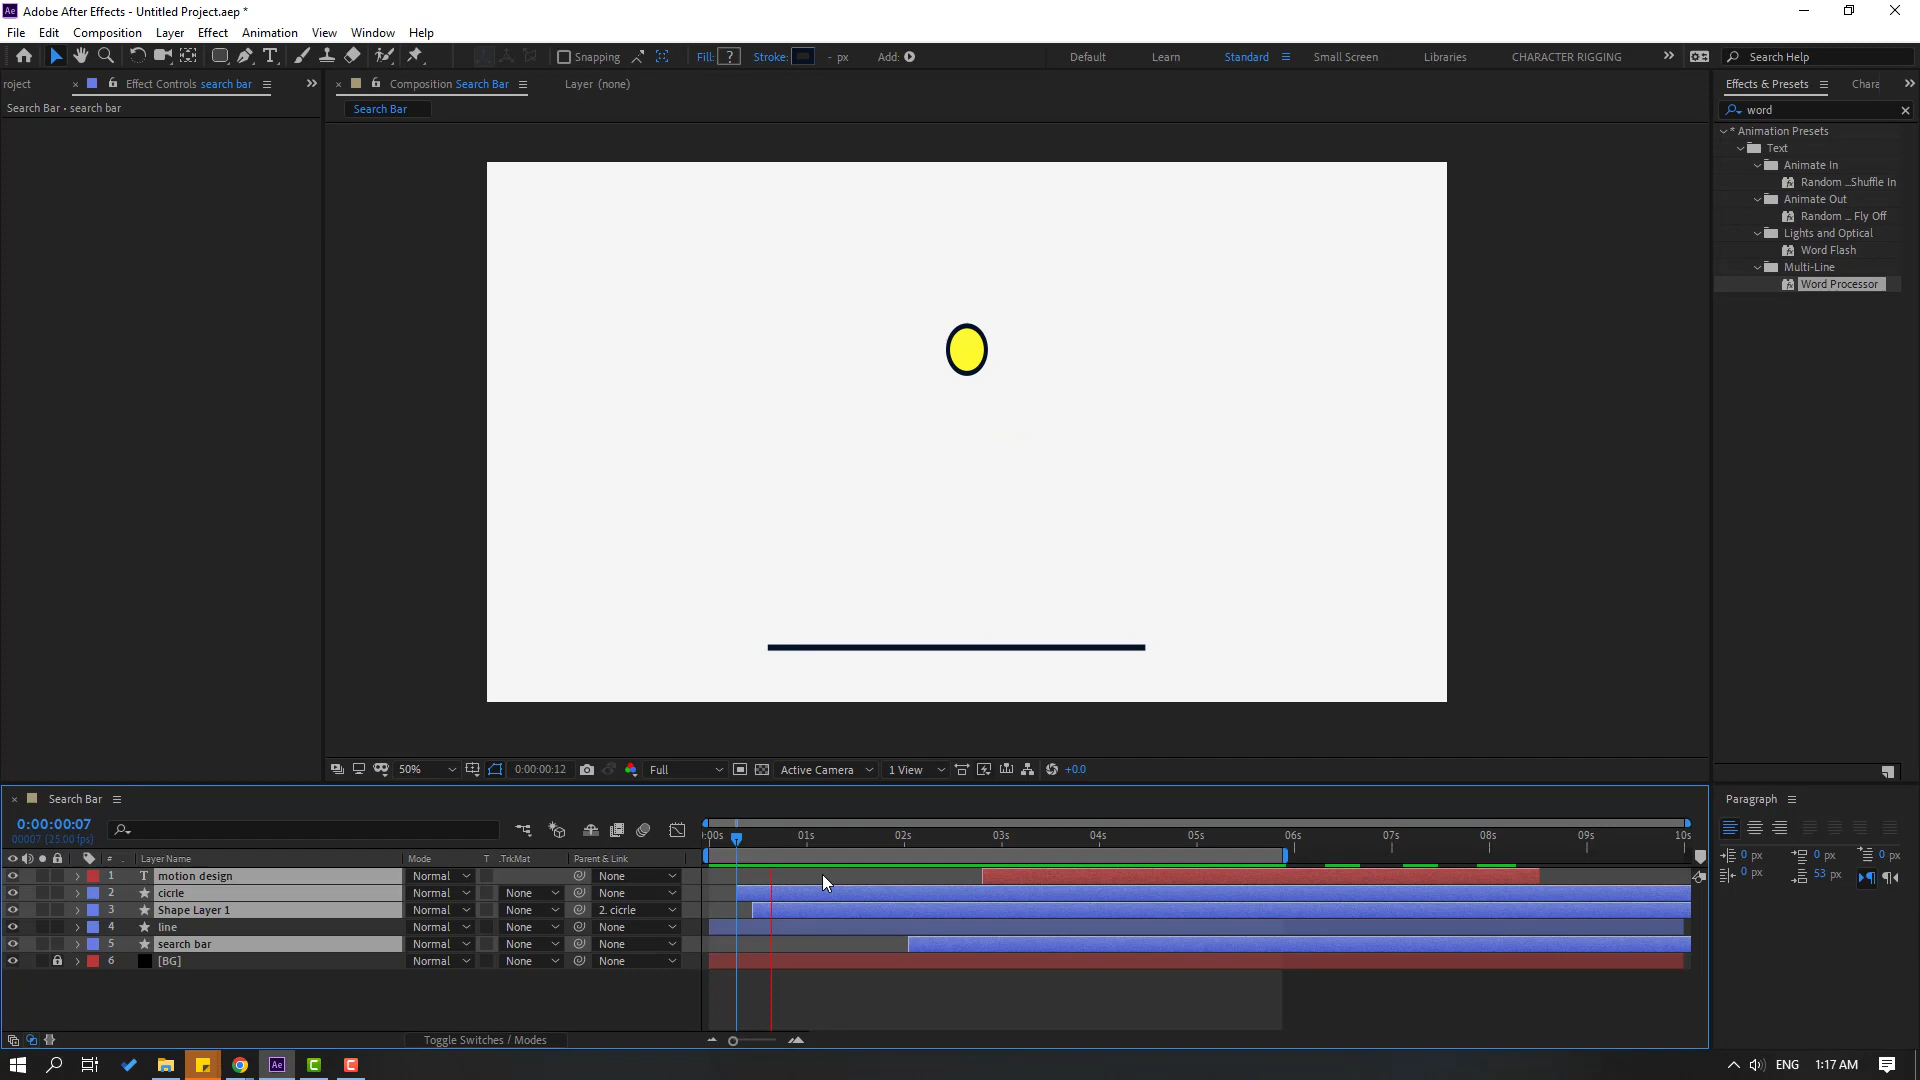 Adobe After Effects - Untitled Project.aep *
File Edit Composition Layer Effect Animation View Window Help
Snapping Fill: ? Stroke: - px Add: Default Learn Standard Small Screen Libraries CHARACTER RIGGING Search Help
roject Effect Controls search bar
Composition Search Bar Layer (none)
Effects & Presets Chara
Search Bar • search bar
Search Bar
word
* Animation Presets
Text
Animate In
Random ...Shuffle In
Animate Out
Random ... Fly Off
Lights and Optical
Word Flash
Multi-Line
Word Processor
50% 0:00:00:12 Full Active Camera 1 View +0.0
Search Bar
Paragraph
0:00:00:07
00007 (25.00 fps)
:00s 01s 02s 03s 04s 05s 06s 07s 08s 09s 10s
# . Layer Name Mode T .TrkMat Parent & Link
1 T motion design Normal None
2 cicrle Normal None None
3 Shape Layer 1 Normal None 2. cicrle
4 line Normal None None
5 search bar Normal None None
6 [BG] Normal None None
0 px 0 px 0 px
0 px 53 px
Toggle Switches / Modes
Ae ENG 1:17 AM